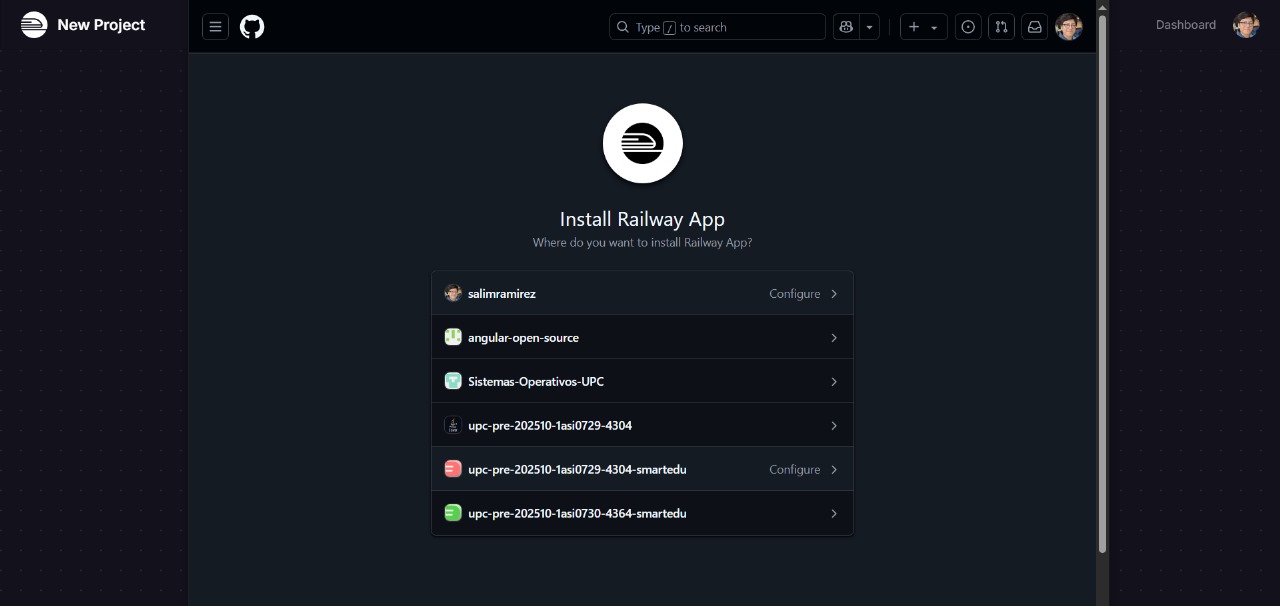 New Project
Type / to search
Dashboard
Install Railway App
Where do you want to install Railway App?
salimramirez Configure
angular-open-source
Sistemas-Operativos-UPC
upc-pre-202510-1asi0729-4304
upc-pre-202510-1asi0729-4304-smartedu Configure
upc-pre-202510-1asi0730-4364-smartedu